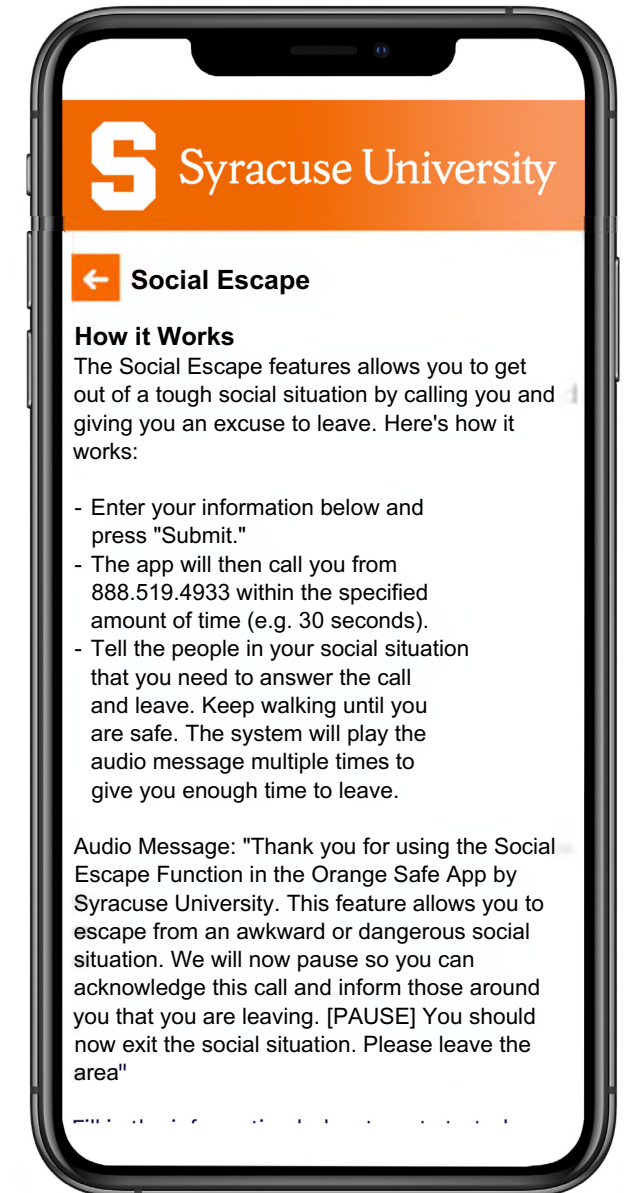 S Syracuse University
Social Escape
How it Works
The Social Escape features allows you to get
out of a tough social situation by calling you and
giving you an excuse to leave. Here's how it
works:
- Enter your information below and
press "Submit."
- The app will then call you from
888.519.4933 within the specified
amount of time (e.g. 30 seconds).
- Tell the people in your social situation
that you need to answer the call
and leave. Keep walking until you
are safe. The system will play the
audio message multiple times to
give you enough time to leave.
Audio Message: "Thank you for using the Social
Escape Function in the Orange Safe App by
Syracuse University. This feature allows you to
escape from an awkward or dangerous social
situation. We will now pause so you can
acknowledge this call and inform those around
you that you are leaving. [PAUSE] You should
now exit the social situation. Please leave the
area"